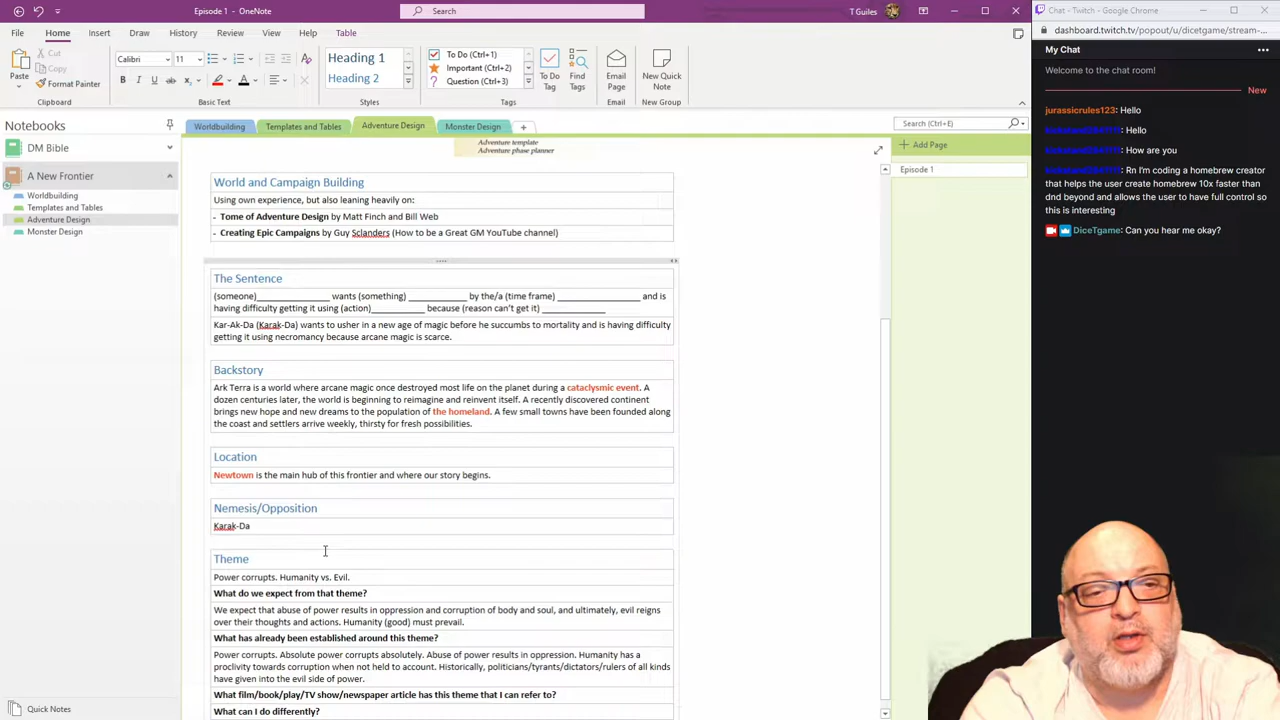 Episode 1 - OneNote
Search
T Guiles
File Home Insert Draw History Review View Help Table
Paste
Cut
Copy
Format Painter
Clipboard
Calibri 11
B I U ab x A
Basic Text
Heading 1
Heading 2
Styles
To Do (Ctrl+1)
Important (Ctrl+2)
Question (Ctrl+3)
To Do Tag
Find Tags
Tags
Email Page
Email
New Quick Note
New Group
Notebooks
DM Bible
A New Frontier
Worldbuilding
Templates and Tables
Adventure Design
Monster Design
Quick Notes
Worldbuilding Templates and Tables Adventure Design Monster Design +
Search (Ctrl+E)
Add Page
Episode 1
Adventure template
Adventure phase planner
World and Campaign Building
Using own experience, but also leaning heavily on:
- Tome of Adventure Design by Matt Finch and Bill Web
- Creating Epic Campaigns by Guy Sclanders (How to be a Great GM YouTube channel)
The Sentence
(someone)______________ wants (something) ___________ by the/a (time frame) ________________ and is
having difficulty getting it using (action)__________ because (reason can't get it) ____________
Kar-Ak-Da (Karak-Da) wants to usher in a new age of magic before he succumbs to mortality and is having difficulty
getting it using necromancy because arcane magic is scarce.
Backstory
Ark Terra is a world where arcane magic once destroyed most life on the planet during a cataclysmic event. A
dozen centuries later, the world is beginning to reimagine and reinvent itself. A recently discovered continent
brings new hope and new dreams to the population of the homeland. A few small towns have been founded along
the coast and settlers arrive weekly, thirsty for fresh possibilities.
Location
Newtown is the main hub of this frontier and where our story begins.
Nemesis/Opposition
Karak-Da
Theme
Power corrupts. Humanity vs. Evil.
What do we expect from that theme?
We expect that abuse of power results in oppression and corruption of body and soul, and ultimately, evil reigns
over their thoughts and actions. Humanity (good) must prevail.
What has already been established around this theme?
Power corrupts. Absolute power corrupts absolutely. Abuse of power results in oppression. Humanity has a
proclivity towards corruption when not held to account. Historically, politicians/tyrants/dictators/rulers of all kinds
have given into the evil side of power.
What film/book/play/TV show/newspaper article has this theme that I can refer to?
What can I do differently?
Chat - Twitch - Google Chrome
dashboard.twitch.tv/popout/u/dicetgame/stream-...
My Chat
Welcome to the chat room!
New
jurassicrules123: Hello
: Hello
: How are you
: Rn I'm coding a homebrew creator
that helps the user create homebrew 10x faster than
dnd beyond and allows the user to have full control so
this is interesting
DiceTgame: Can you hear me okay?